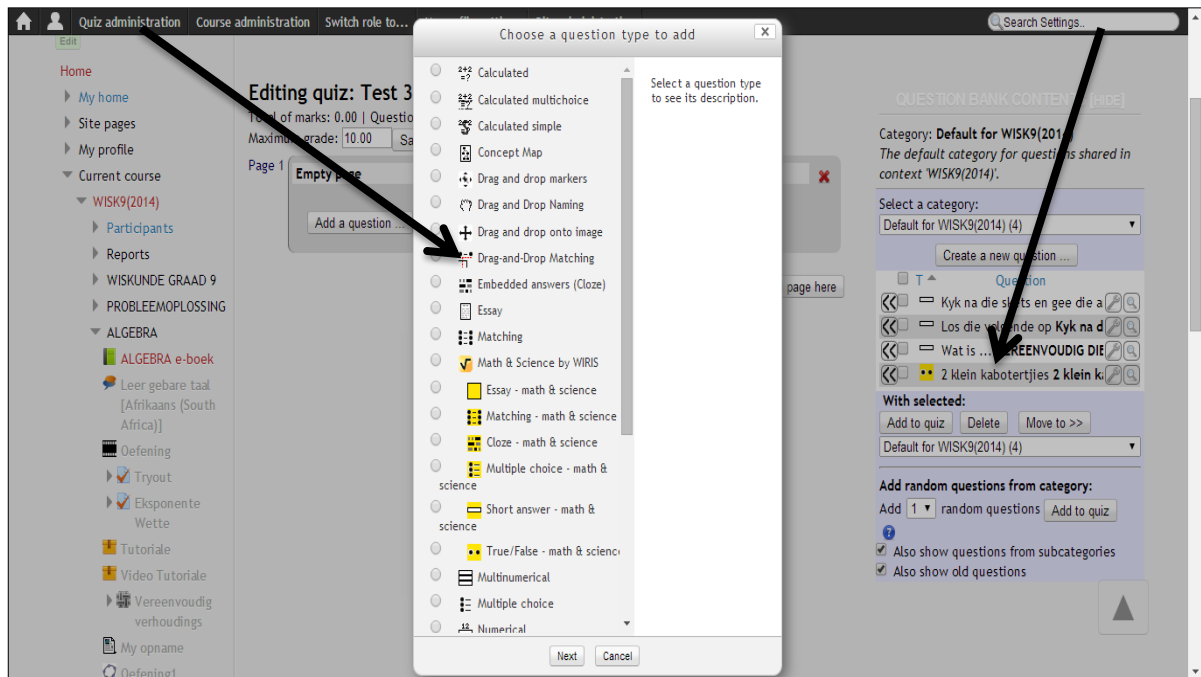 Quiz administration Course administration Switch role to...
Search Settings..
Edit
Home
My home
Site pages
My profile
Current course
WISK9(2014)
Participants
Reports
WISKUNDE GRAAD 9
PROBLEEMOPLOSSING
ALGEBRA
ALGEBRA e-boek
Leer gebare taal
[Afrikaans (South
Africa)]
Oefening
Tryout
Eksponente
Wette
Tutoriale
Video Tutoriale
Vereenvoudig
verhoudings
My opname
Oefening1
Editing quiz: Test 3
Total of marks: 0.00 |
Maximum grade: 10.00
Page 1
Empty page
Add a question ...
page here
Choose a question type to add
X
Calculated
Calculated multichoice
Calculated simple
Concept Map
Drag and drop markers
Drag and Drop Naming
Drag and drop onto image
Drag-and-Drop Matching
Embedded answers (Cloze)
Essay
Matching
Math & Science by WIRIS
Essay - math & science
Matching - math & science
Cloze - math & science
Multiple choice - math &
science
Short answer - math &
science
True/False - math & science
Multinumerical
Multiple choice
Numerical
Select a question type
to see its description.
Next Cancel
QUESTION BANK CONTENTS [HIDE]
Category: Default for WISK9(2014)
The default category for questions shared in
context 'WISK9(2014)'.
Select a category:
Default for WISK9(2014) (4)
Create a new question ...
T Question
Kyk na die skets en gee die a
Los die volgende op Kyk na d
Wat is ... VEREENVOUDIG DIE
2 klein kabotertjies 2 klein k
With selected:
Add to quiz Delete Move to >>
Default for WISK9(2014) (4)
Add random questions from category:
Add 1 random questions Add to quiz
Also show questions from subcategories
Also show old questions